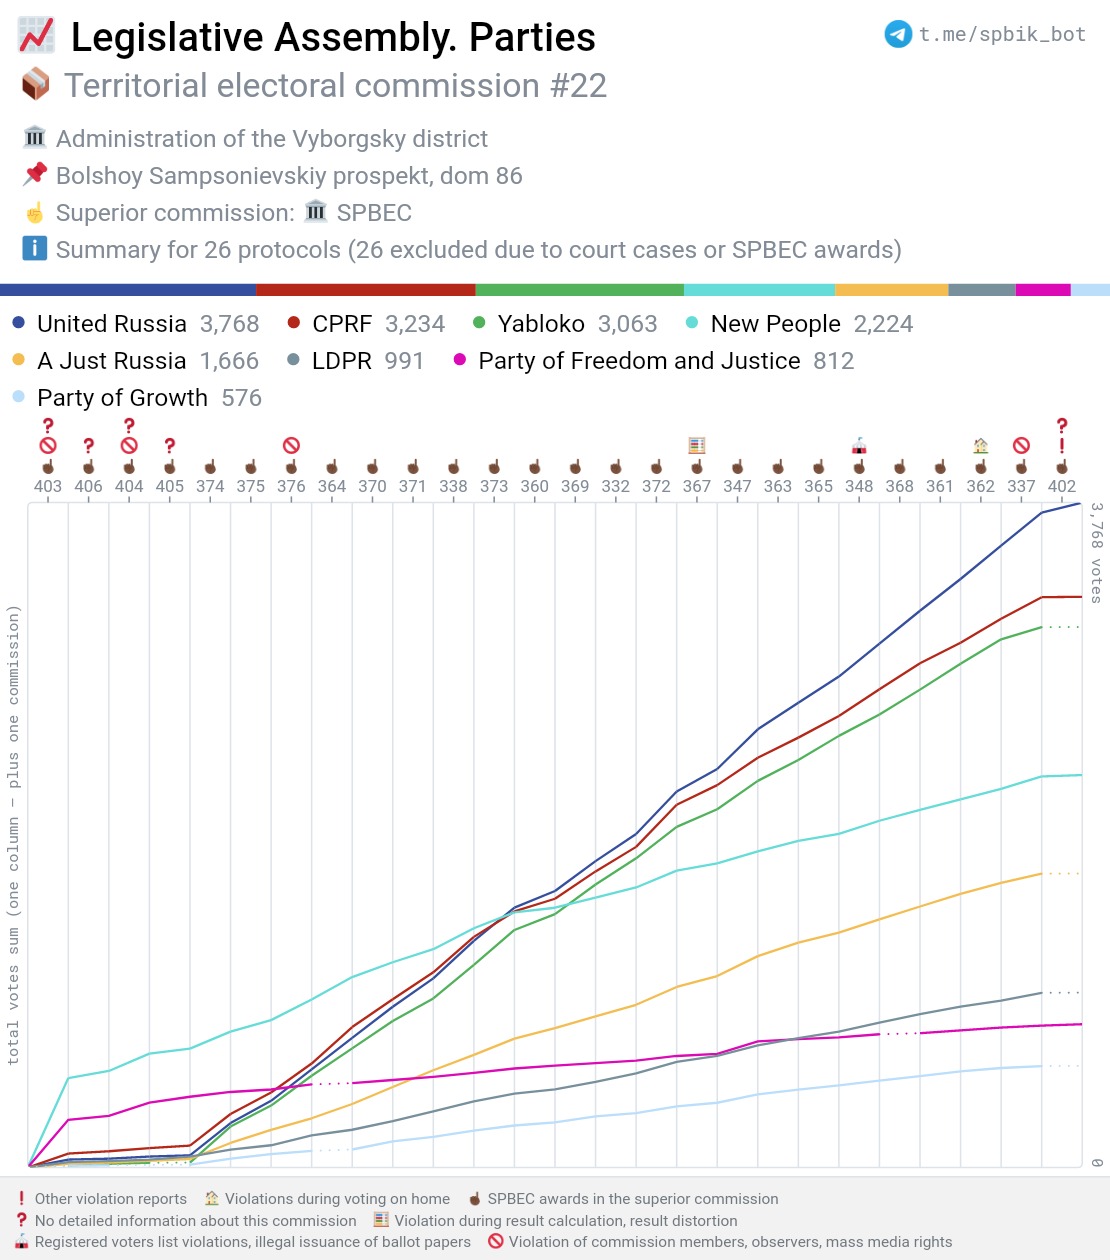 Legislative Assembly. Parties
t.me/spbik_bot
Territorial electoral commission #22
Administration of the Vyborgsky district
Bolshoy Sampsonievskiy prospekt, dom 86
Superior commission: SPBEC
Summary for 26 protocols (26 excluded due to court cases or SPBEC awards)
United Russia 3,768 CPRF 3,234 Yabloko 3,063 New People 2,224
A Just Russia 1,666 LDPR 991 Party of Freedom and Justice 812
Party of Growth 576
403 406 404 405 374 375 376 364 370 371 338 373 360 369 332 372 367 347 363 365 348 368 361 362 337 402
3,768 votes
total votes sum (one column – plus one commission)
0
Other violation reports Violations during voting on home SPBEC awards in the superior commission
No detailed information about this commission Violation during result calculation, result distortion
Registered voters list violations, illegal issuance of ballot papers Violation of commission members, observers, mass media rights